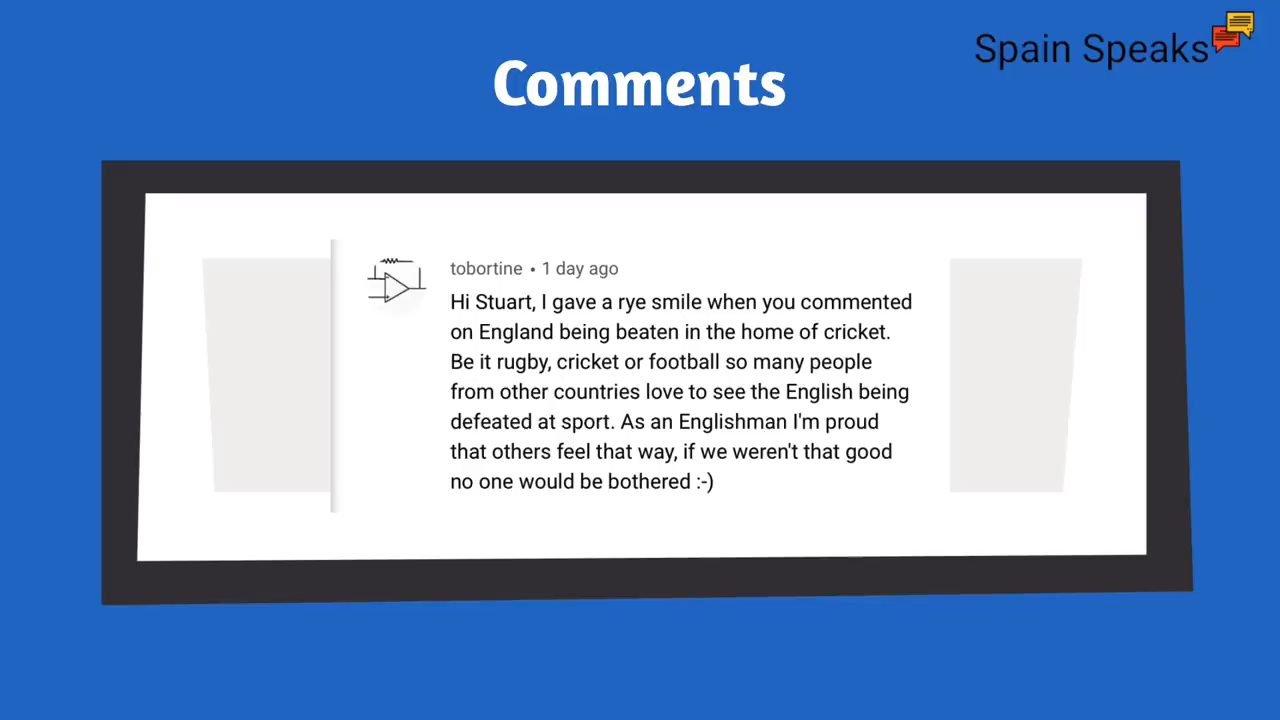 Spain Speaks
Comments
tobortine • 1 day ago
Hi Stuart, I gave a rye smile when you commented
on England being beaten in the home of cricket.
Be it rugby, cricket or football so many people
from other countries love to see the English being
defeated at sport. As an Englishman I'm proud
that others feel that way, if we weren't that good
no one would be bothered :-)